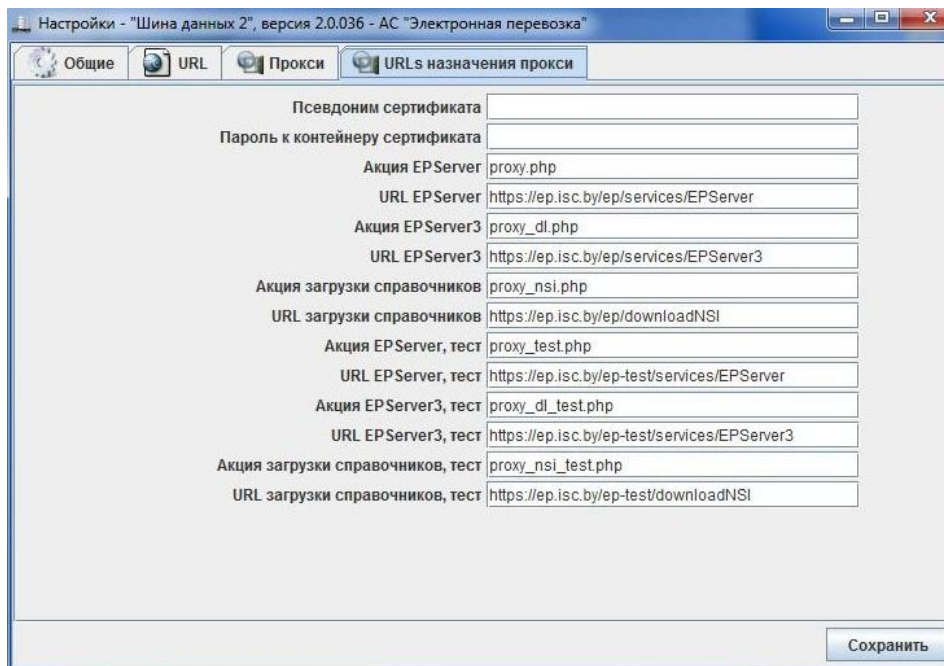 Настройки - "Шина данных 2", версия 2.0.036 - АС "Электронная перевозка"
Общие URL Прокси URLs назначения прокси
Псевдоним сертификата
Пароль к контейнеру сертификата
Акция EPServer proxy.php
URL EPServer https://ep.isc.by/ep/services/EPServer
Акция EPServer3 proxy_dl.php
URL EPServer3 https://ep.isc.by/ep/services/EPServer3
Акция загрузки справочников proxy_nsi.php
URL загрузки справочников https://ep.isc.by/ep/downloadNSI
Акция EPServer, тест proxy_test.php
URL EPServer, тест https://ep.isc.by/ep-test/services/EPServer
Акция EPServer3, тест proxy_dl_test.php
URL EPServer3, тест https://ep.isc.by/ep-test/services/EPServer3
Акция загрузки справочников, тест proxy_nsi_test.php
URL загрузки справочников, тест https://ep.isc.by/ep-test/downloadNSI
Сохранить